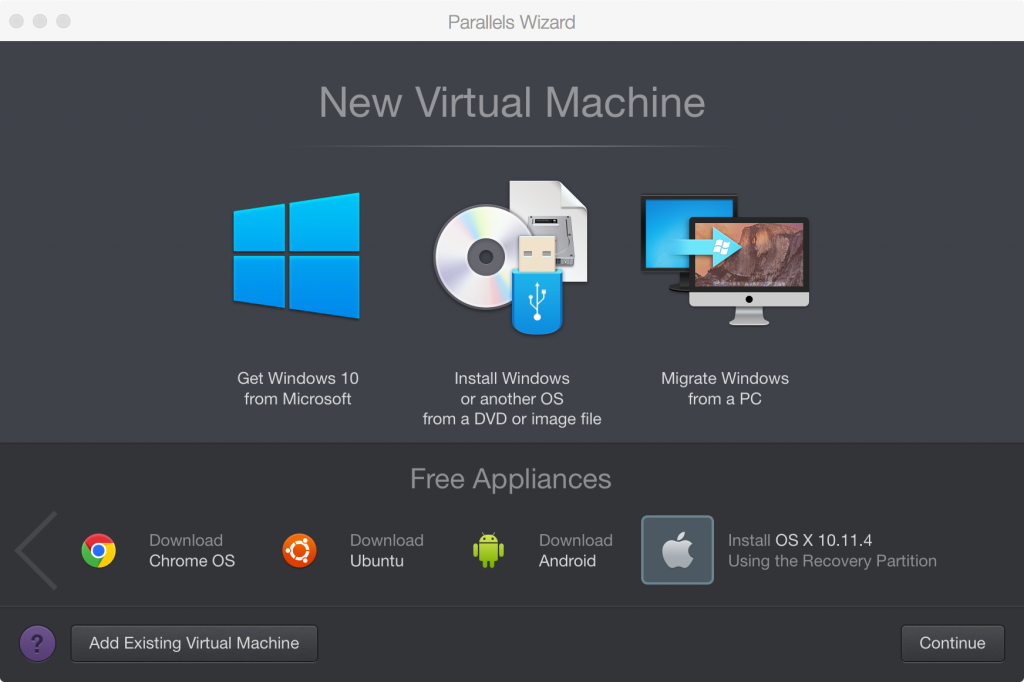 Parallels Wizard
New Virtual Machine
Get Windows 10
from Microsoft
Install Windows
or another OS
from a DVD or image file
Migrate Windows
from a PC
Free Appliances
Download
Chrome OS
Download
Ubuntu
Download
Android
Install OS X 10.11.4
Using the Recovery Partition
?
Add Existing Virtual Machine
Continue